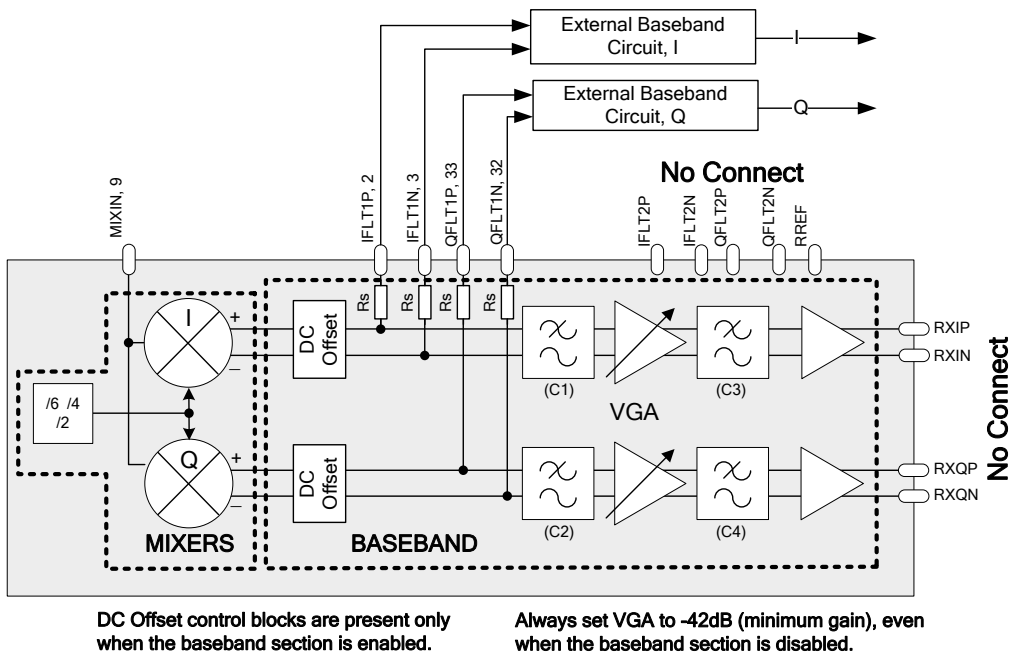 External Baseband
Circuit, I
I
External Baseband
Circuit, Q
Q
No Connect
MIXIN, 9
IFLT1P, 2
IFLT1N, 3
QFLT1P, 33
QFLT1N, 32
IFLT2P
IFLT2N
QFLT2P
QFLT2N
RREF
Rs
Rs
Rs
Rs
I
+
–
DC
Offset
(C1)
VGA
(C3)
RXIP
RXIN
/6 /4
/2
No Connect
Q
+
–
DC
Offset
(C2)
(C4)
RXQP
RXQN
MIXERS
BASEBAND
DC Offset control blocks are present only
when the baseband section is enabled.
Always set VGA to -42dB (minimum gain), even
when the baseband section is disabled.